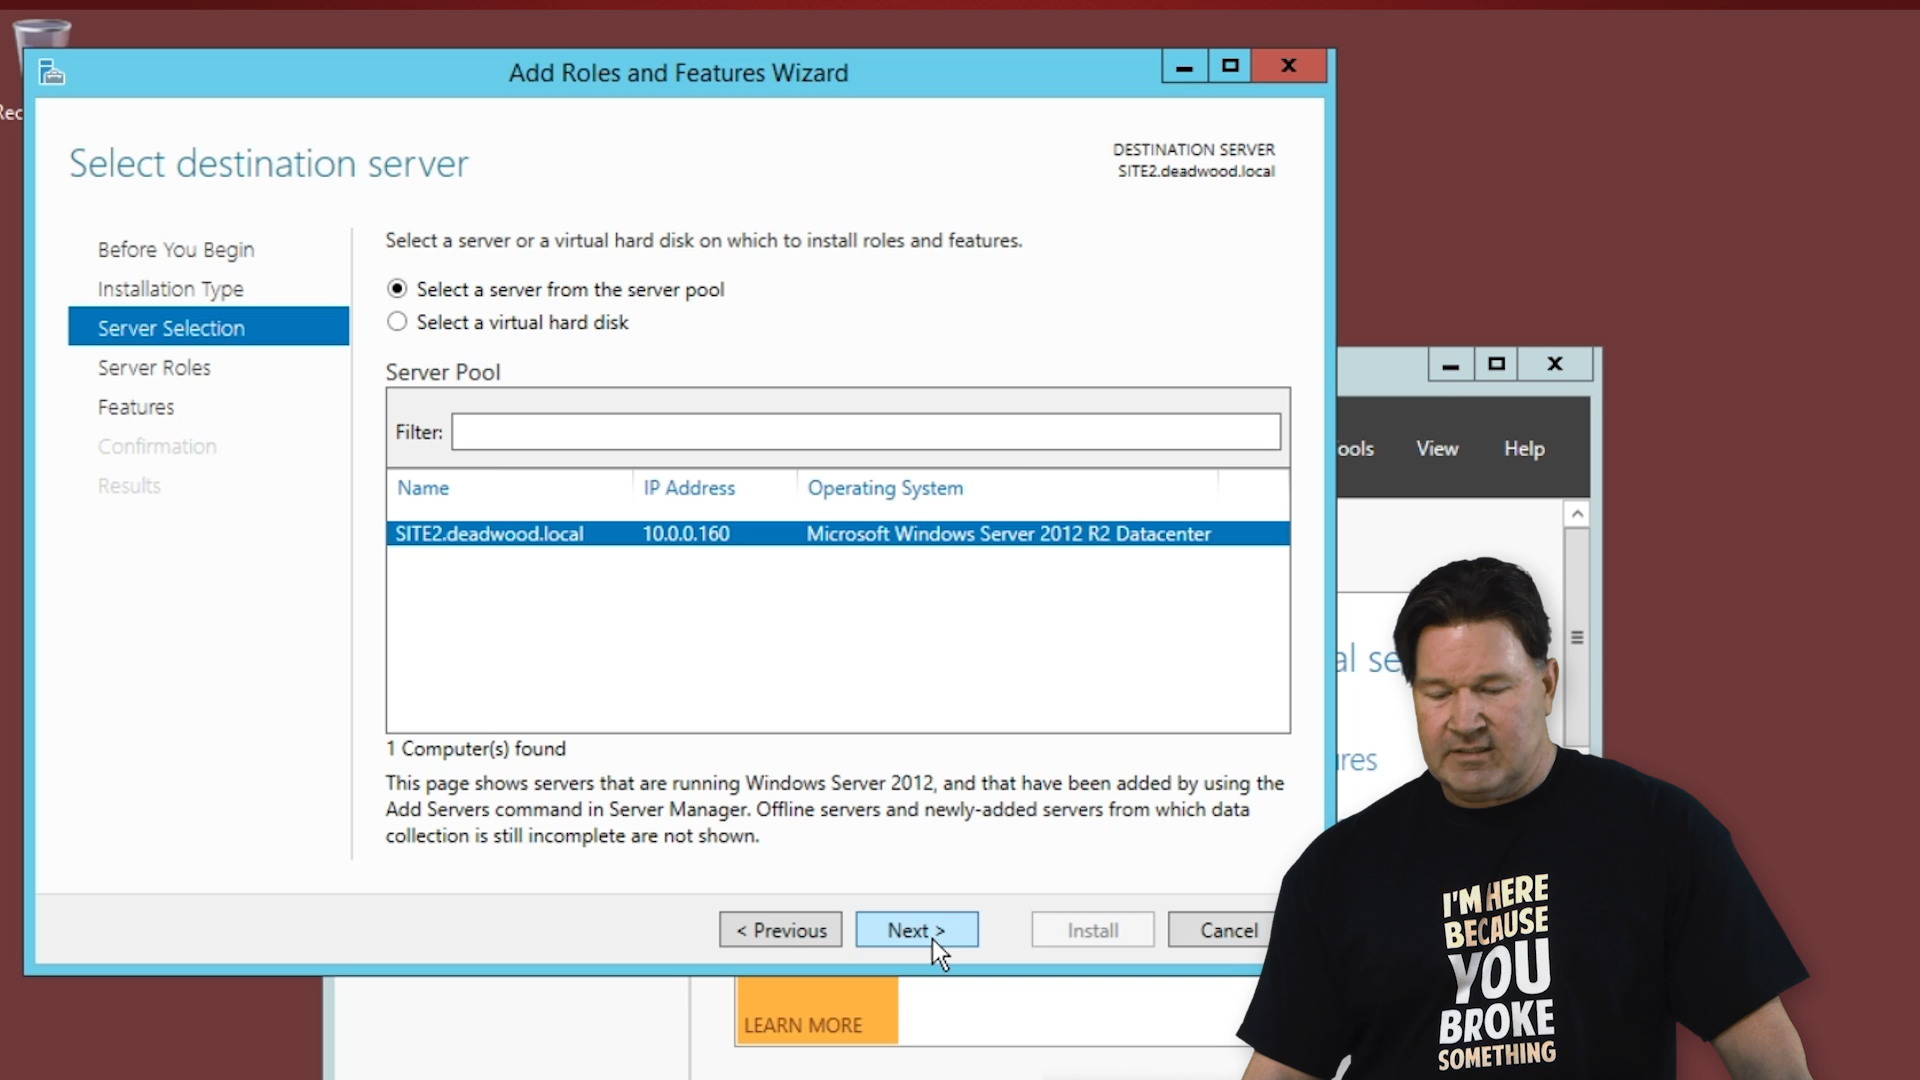 Rec
Add Roles and Features Wizard
X
Select destination server
DESTINATION SERVER
SITE2.deadwood.local
Before You Begin
Installation Type
Server Selection
Server Roles
Features
Confirmation
Results
Select a server or a virtual hard disk on which to install roles and features.
Select a server from the server pool
Select a virtual hard disk
Server Pool
Filter:
Name IP Address Operating System
SITE2.deadwood.local 10.0.0.160 Microsoft Windows Server 2012 R2 Datacenter
1 Computer(s) found
This page shows servers that are running Windows Server 2012, and that have been added by using the
Add Servers command in Server Manager. Offline servers and newly-added servers from which data
collection is still incomplete are not shown.
< Previous Next > Install Cancel
X
ools View Help
al se
ures
LEARN MORE
I'M HERE
BECAUSE
YOU
BROKE
SOMETHING